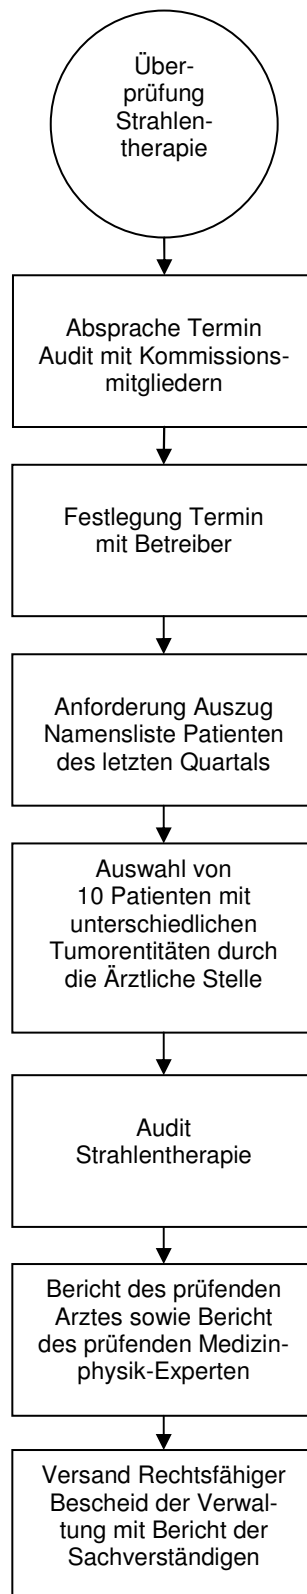 Über-
prüfung
Strahlen-
therapie
Absprache Termin
Audit mit Kommissions-
mitgliedern
Festlegung Termin
mit Betreiber
Anforderung Auszug
Namensliste Patienten
des letzten Quartals
Auswahl von
10 Patienten mit
unterschiedlichen
Tumorentitäten durch
die Ärztliche Stelle
Audit
Strahlentherapie
Bericht des prüfenden
Arztes sowie Bericht
des prüfenden Medizin-
physik-Experten
Versand Rechtsfähiger
Bescheid der Verwal-
tung mit Bericht der
Sachverständigen